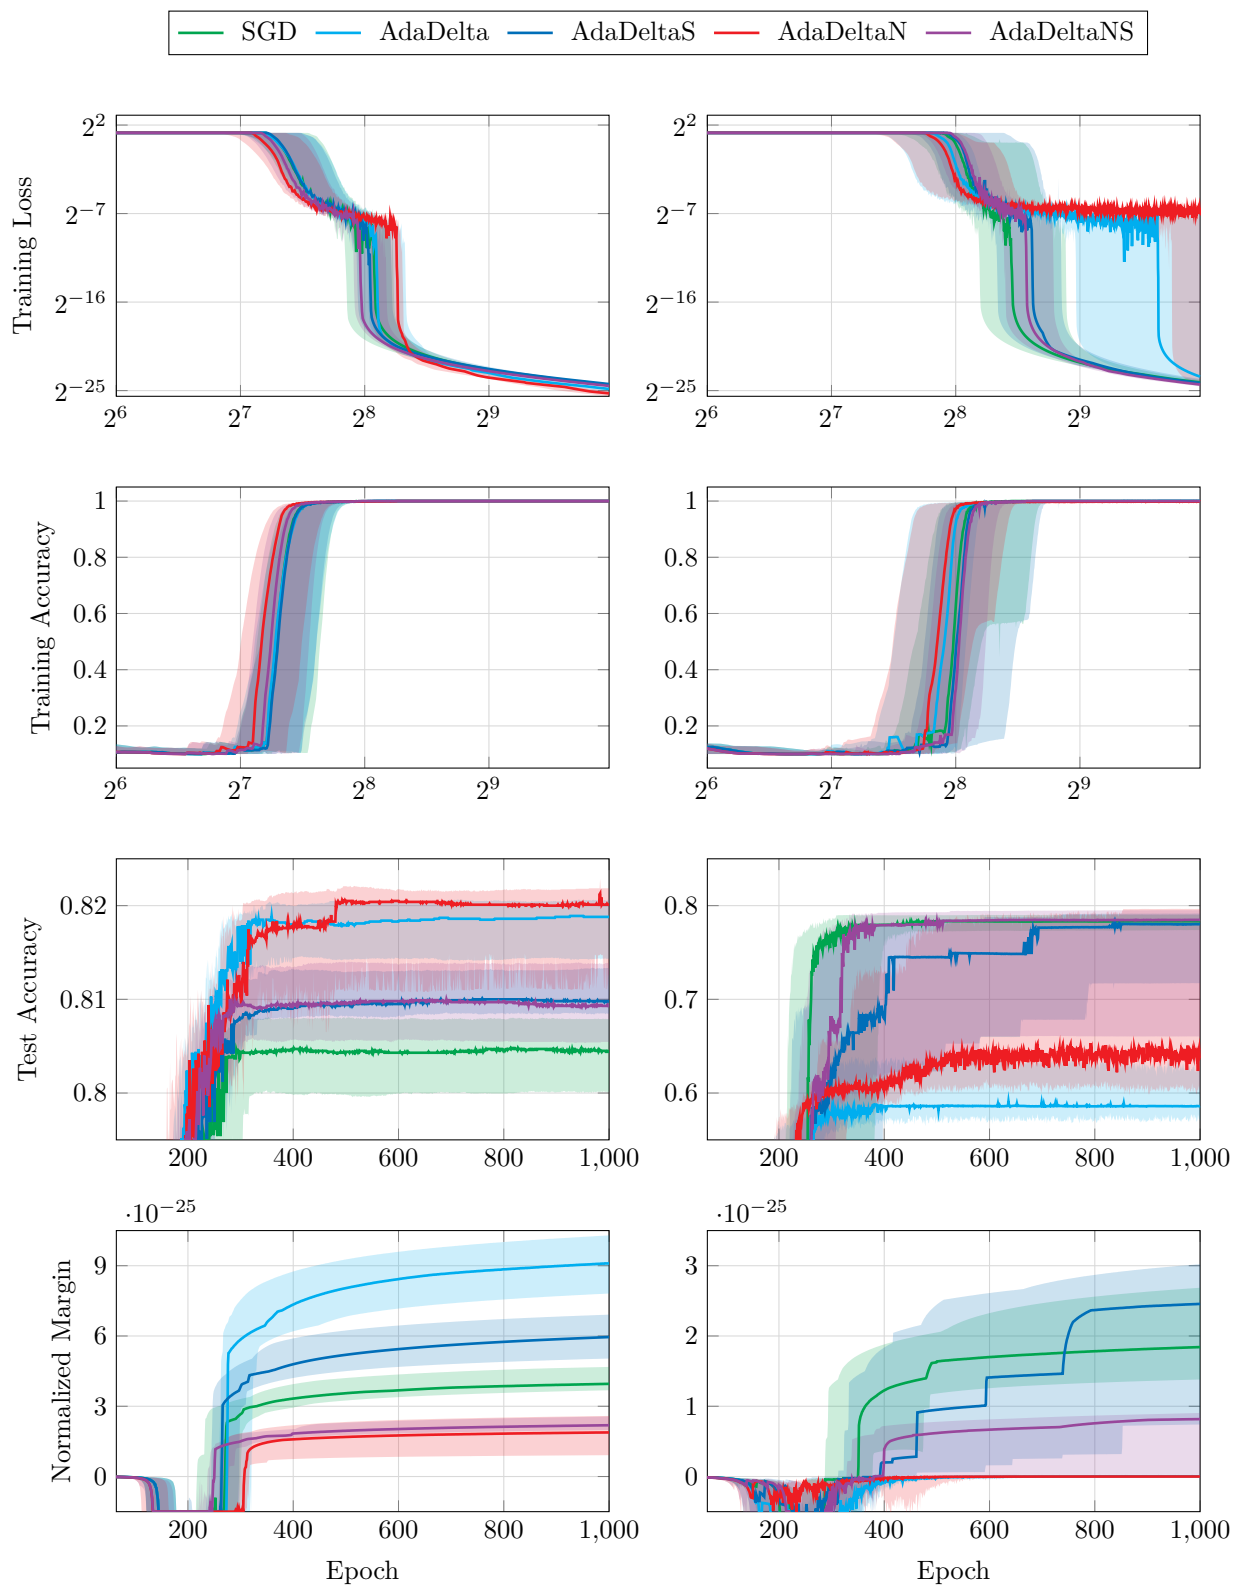 SGD AdaDelta AdaDeltaS AdaDeltaN AdaDeltaNS
Training Loss
2^2
2^−7
2^−16
2^−25
2^6 2^7 2^8 2^9
2^2
2^−7
2^−16
2^−25
2^6 2^7 2^8 2^9
Training Accuracy
1
0.8
0.6
0.4
0.2
2^6 2^7 2^8 2^9
1
0.8
0.6
0.4
0.2
2^6 2^7 2^8 2^9
Test Accuracy
0.82
0.81
0.8
200 400 600 800 1,000
0.8
0.7
0.6
200 400 600 800 1,000
Normalized Margin
·10^−25
9
6
3
0
200 400 600 800 1,000
Epoch
·10^−25
3
2
1
0
200 400 600 800 1,000
Epoch